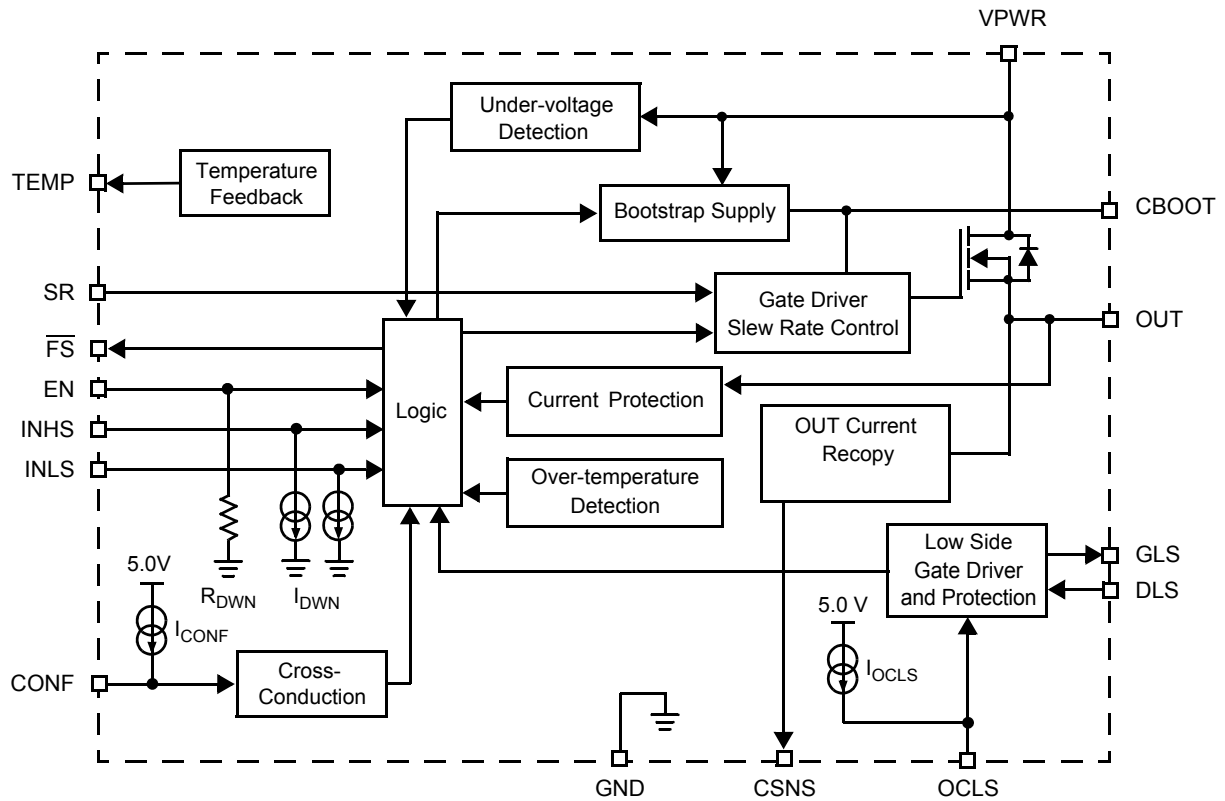 VPWR
Under-voltage
Detection
TEMP
Temperature
Feedback
Bootstrap Supply
CBOOT
SR
Gate Driver
Slew Rate Control
OUT
FS
EN
Logic
Current Protection
INHS
OUT Current
Recopy
INLS
Over-temperature
Detection
Low Side
Gate Driver
and Protection
GLS
DLS
5.0V
RDWN
IDWN
5.0 V
ICONF
IOCLS
CONF
Cross-
Conduction
GND
CSNS
OCLS